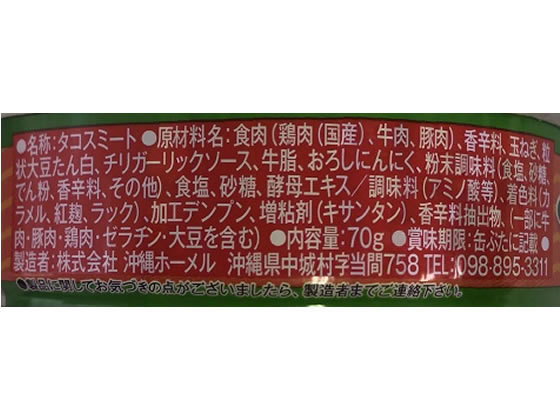 ●名称:タコスミート●原材料名:食肉(鶏肉(国産)、牛肉、豚肉)、香辛料、玉ねぎ、粒
状大豆たん白、チリガーリックソース、牛脂、おろしにんにく、粉末調味料(食塩、砂糖
でん粉、香辛料、その他)、食塩、砂糖、酵母エキス/調味料(アミノ酸等)、着色料(カ
ラメル、紅麹、ラック)、加工デンプン、増粘剤(キサンタン)、香辛料抽出物、(一部に牛
肉・豚肉・鶏肉・ゼラチン・大豆を含む)●内容量:70g●賞味期限:缶ぶたに記載●
製造者:株式会社 沖縄ホーメル 沖縄県中城村字当間758 TEL:098-895-3311
●製品に関してお気づきの点がございましたら、製造者までご連絡下さい。